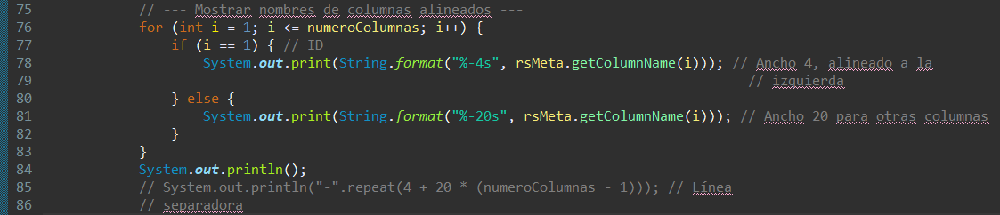 75 // --- Mostrar nombres de columnas alineados ---
76 for (int i = 1; i <= numeroColumnas; i++) {
77 if (i == 1) { // ID
78 System.out.print(String.format("%-4s", rsMeta.getColumnName(i))); // Ancho 4, alineado a la
79 // izquierda
80 } else {
81 System.out.print(String.format("%-20s", rsMeta.getColumnName(i))); // Ancho 20 para otras columnas
82 }
83 }
84 System.out.println();
85 // System.out.println("-".repeat(4 + 20 * (numeroColumnas - 1))); // Línea
86 // separadora